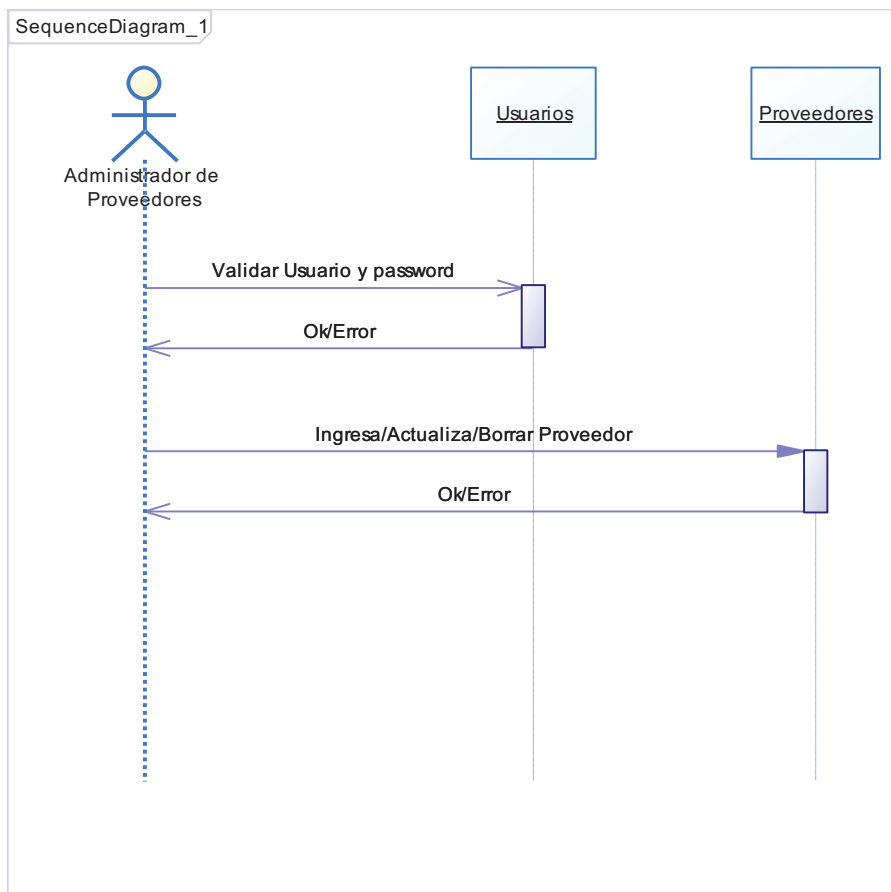 SequenceDiagram_1
Administrador de
Proveedores
Usuarios
Proveedores
Validar Usuario y password
Ok/Error
Ingresa/Actualiza/Borrar Proveedor
Ok/Error